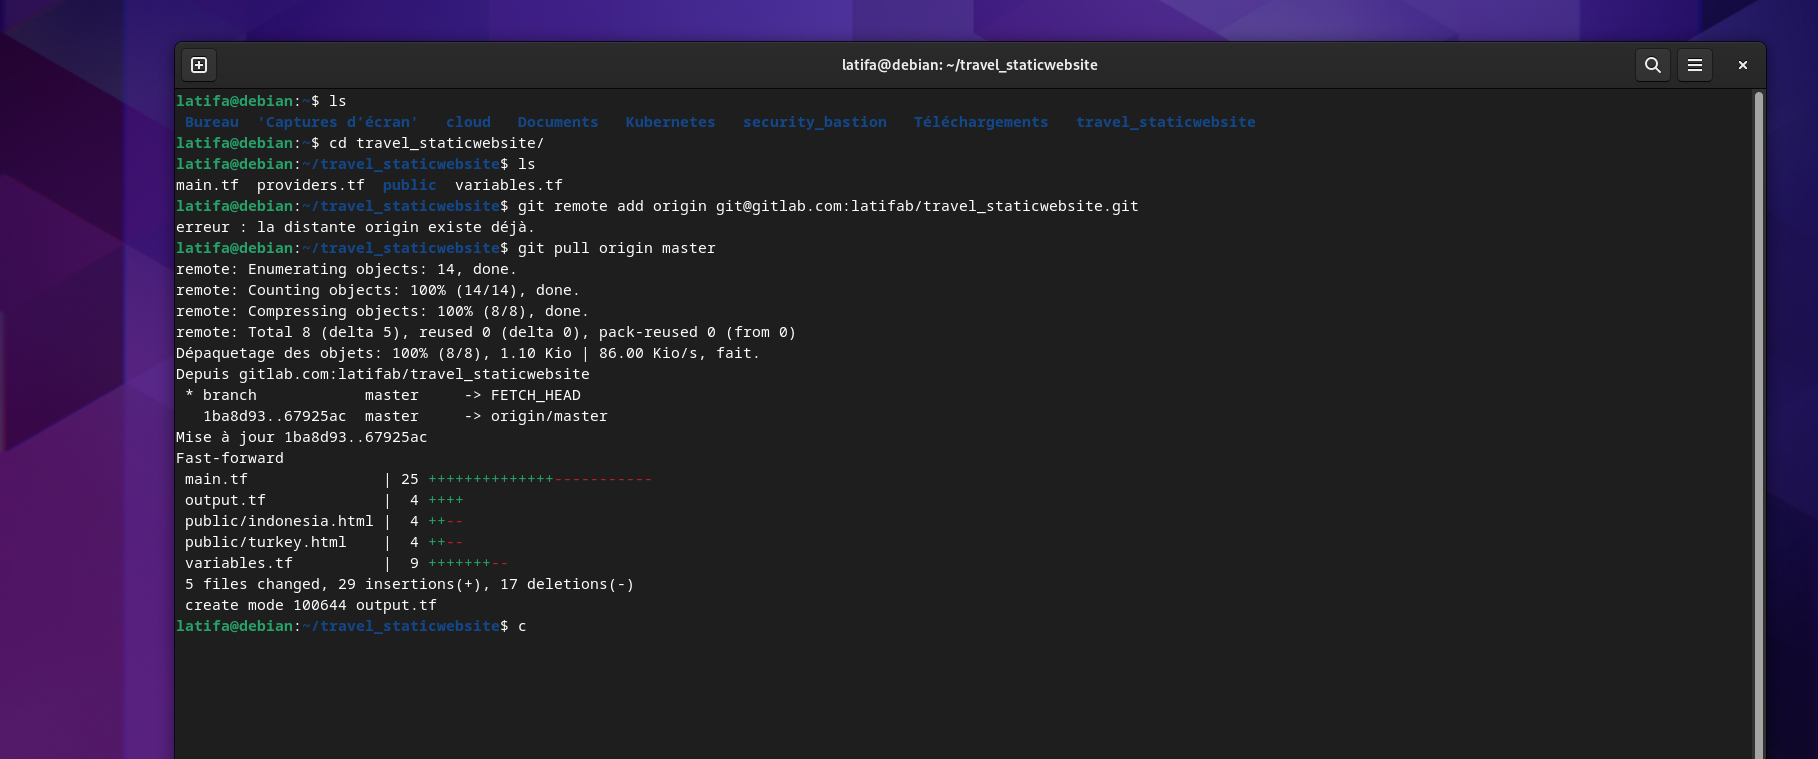 latifa@debian: ~/travel_staticwebsite
latifa@debian:~$ ls
Bureau  'Captures d’écran'  cloud  Documents  Kubernetes  security_bastion  Téléchargements  travel_staticwebsite
latifa@debian:~$ cd travel_staticwebsite/
latifa@debian:~/travel_staticwebsite$ ls
main.tf  providers.tf  public  variables.tf
latifa@debian:~/travel_staticwebsite$ git remote add origin git@gitlab.com:latifab/travel_staticwebsite.git
erreur : la distante origin existe déjà.
latifa@debian:~/travel_staticwebsite$ git pull origin master
remote: Enumerating objects: 14, done.
remote: Counting objects: 100% (14/14), done.
remote: Compressing objects: 100% (8/8), done.
remote: Total 8 (delta 5), reused 0 (delta 0), pack-reused 0 (from 0)
Dépaquetage des objets: 100% (8/8), 1.10 Kio | 86.00 Kio/s, fait.
Depuis gitlab.com:latifab/travel_staticwebsite
 * branch            master     -> FETCH_HEAD
   1ba8d93..67925ac  master     -> origin/master
Mise à jour 1ba8d93..67925ac
Fast-forward
 main.tf               | 25 ++++++++++++++-----------
 output.tf             |  4 ++++
 public/indonesia.html |  4 ++--
 public/turkey.html    |  4 ++--
 variables.tf          |  9 +++++++--
 5 files changed, 29 insertions(+), 17 deletions(-)
 create mode 100644 output.tf
latifa@debian:~/travel_staticwebsite$ c